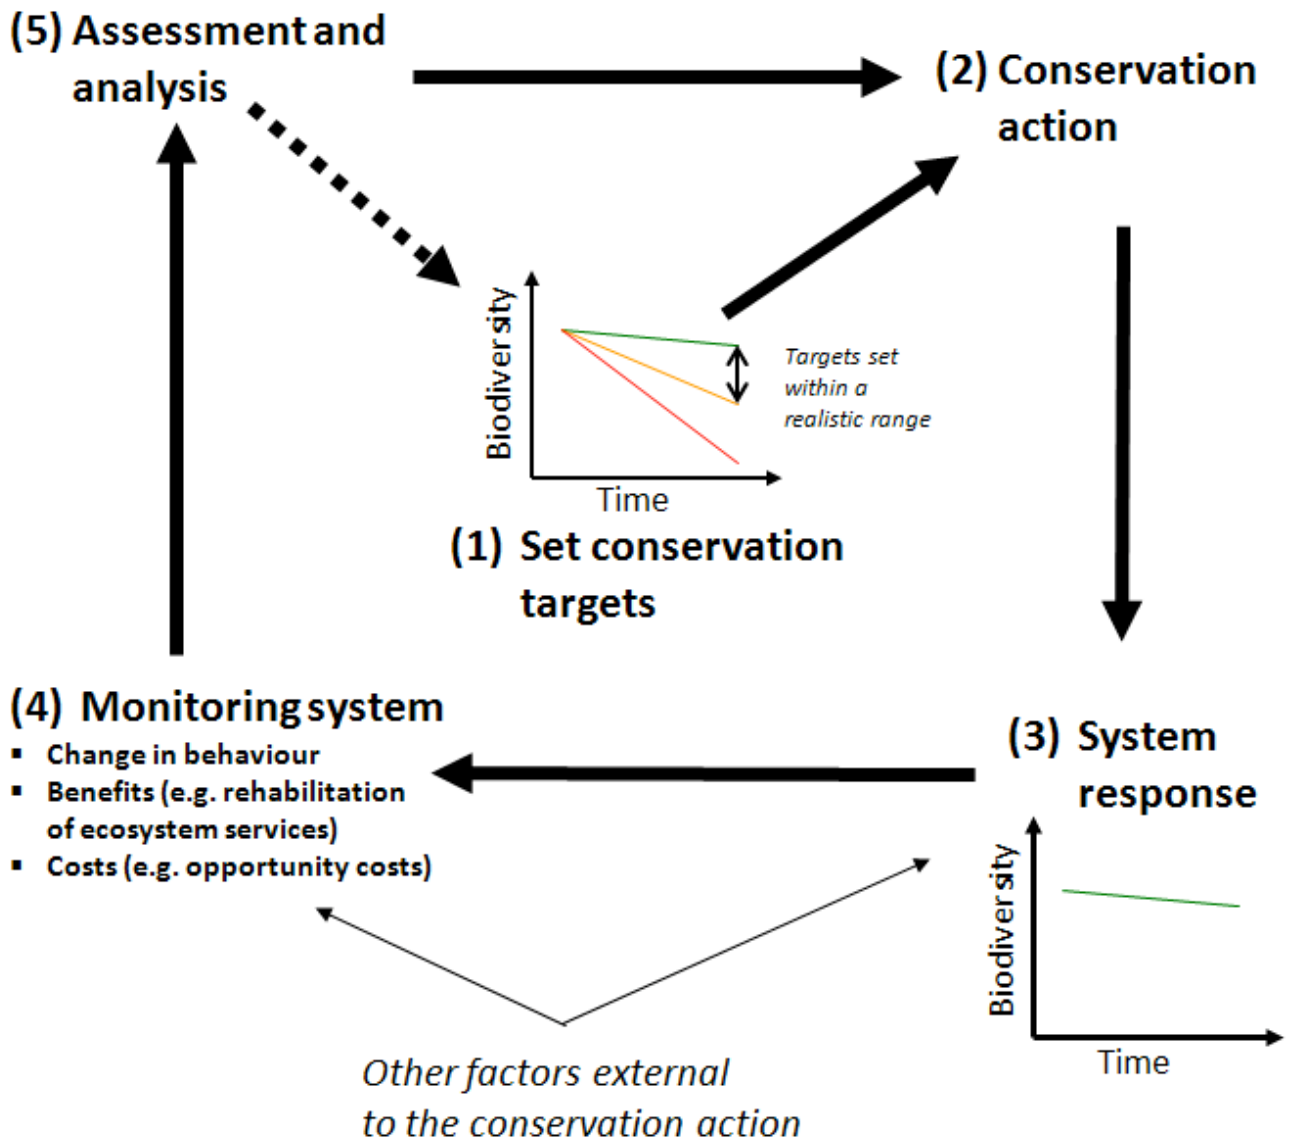 (5) Assessment and
analysis
(2) Conservation
action
Biodiversity
Time
Targets set
within a
realistic range
(1) Set conservation
targets
(4) Monitoring system
▪ Change in behaviour
▪ Benefits (e.g. rehabilitation
of ecosystem services)
▪ Costs (e.g. opportunity costs)
(3) System
response
Biodiversity
Time
Other factors external
to the conservation action